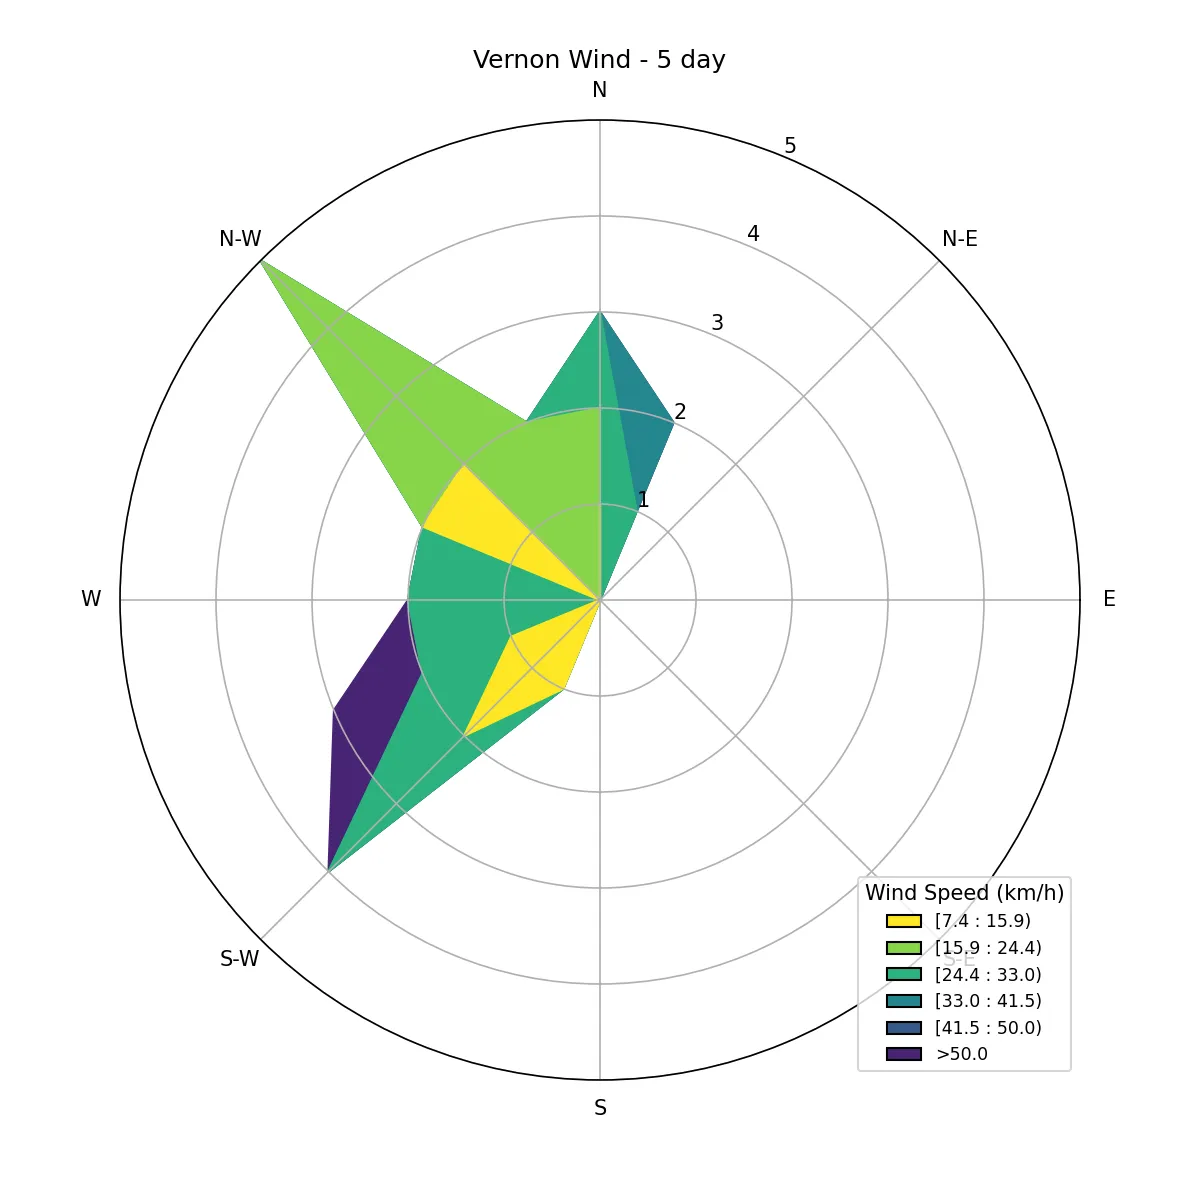 Vernon Wind - 5 day
N
5
N-W
N-E
4
3
2
1
W
E
Wind Speed (km/h)
[7.4 : 15.9)
[15.9 : 24.4)
S-W
S-E
[24.4 : 33.0)
[33.0 : 41.5)
[41.5 : 50.0)
>50.0
S